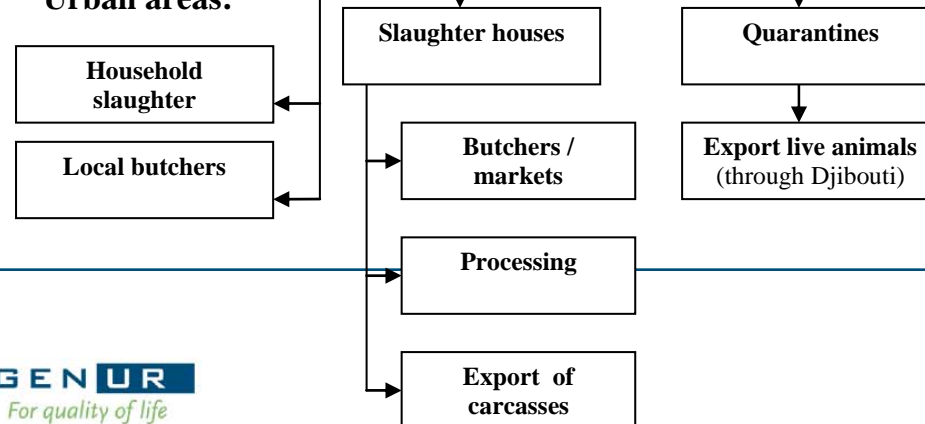 Urban areas:
Slaughter houses
Quarantines
Household
slaughter
Local butchers
Butchers /
markets
Export live animals
(through Djibouti)
Processing
Export of
carcasses
GENUR
For quality of life